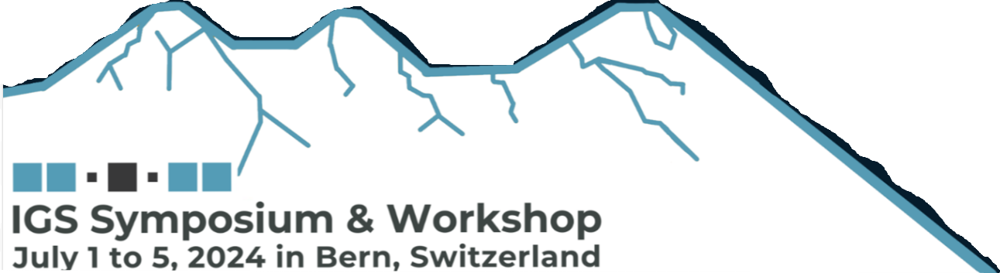 IGS Symposium & Workshop
July 1 to 5, 2024 in Bern, Switzerland